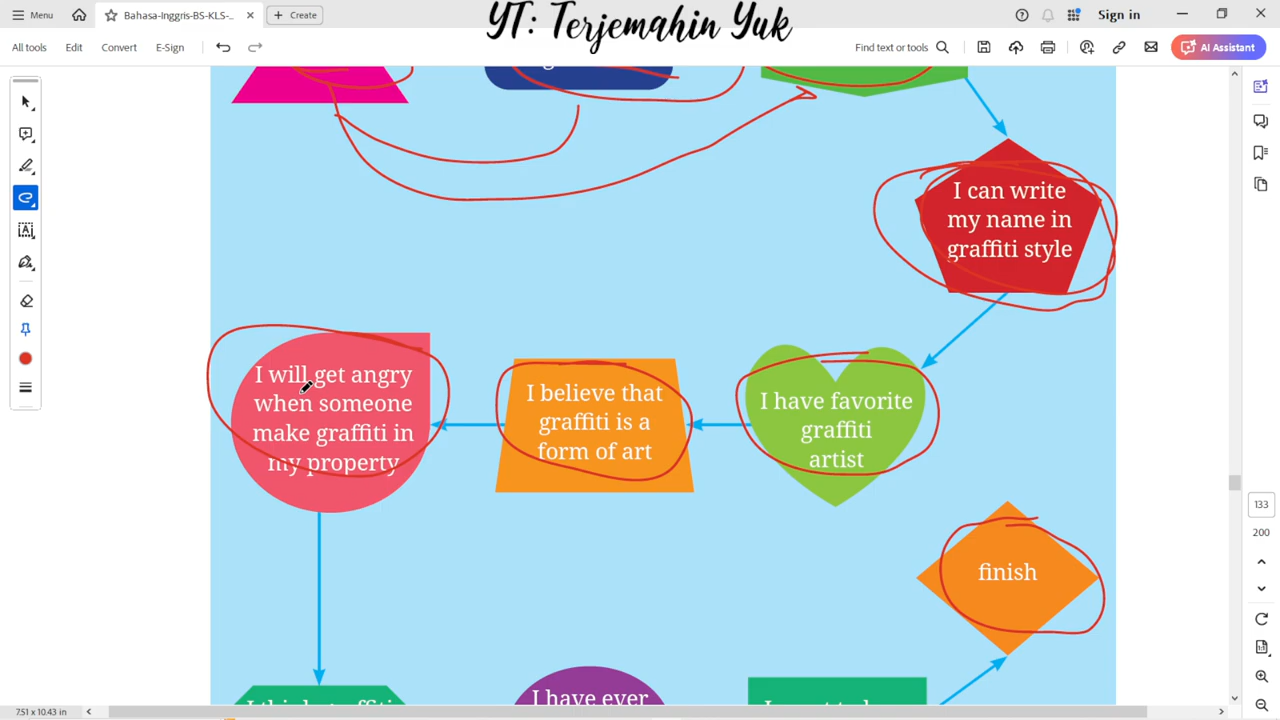 Menu
Bahasa-Inggris-BS-KLS-...
Create
YT: Terjemahin Yuk
Sign in
All tools
Edit
Convert
E-Sign
Find text or tools
AI Assistant
I can write
my name in
graffiti style
I will get angry
when someone
make graffiti in
my property
I believe that
graffiti is a
form of art
I have favorite
graffiti
artist
finish
I think graffiti
I have ever
133
200
7.51 x 10.43 in